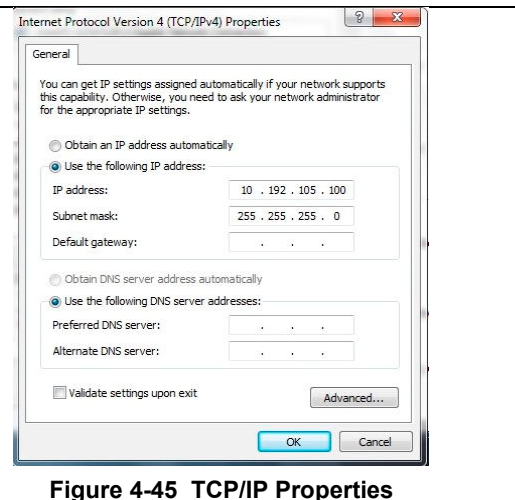 Internet Protocol Version 4 (TCP/IPv4) Properties
General
You can get IP settings assigned automatically if your network supports
this capability. Otherwise, you need to ask your network administrator
for the appropriate IP settings.
Obtain an IP address automatically
Use the following IP address:
IP address: 10 . 192 . 105 . 100
Subnet mask: 255 . 255 . 255 . 0
Default gateway: . . .
Obtain DNS server address automatically
Use the following DNS server addresses:
Preferred DNS server: . . .
Alternate DNS server: . . .
Validate settings upon exit
Advanced...
OK Cancel
Figure 4-45 TCP/IP Properties